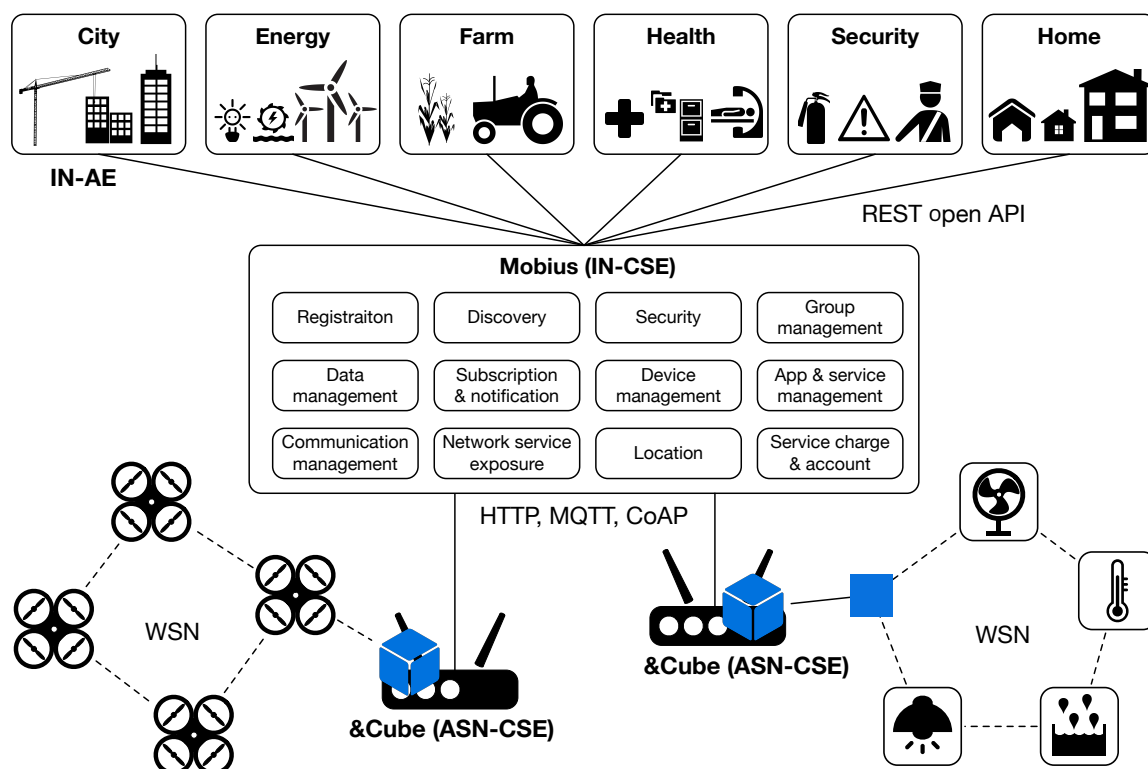 City
Energy
Farm
Health
Security
Home
IN-AE
REST open API
Mobius (IN-CSE)
Registraiton
Discovery
Security
Group
management
Data
management
Subscription
& notification
Device
management
App & service
management
Communication
management
Network service
exposure
Location
Service charge
& account
HTTP, MQTT, CoAP
WSN
WSN
&Cube (ASN-CSE)
&Cube (ASN-CSE)